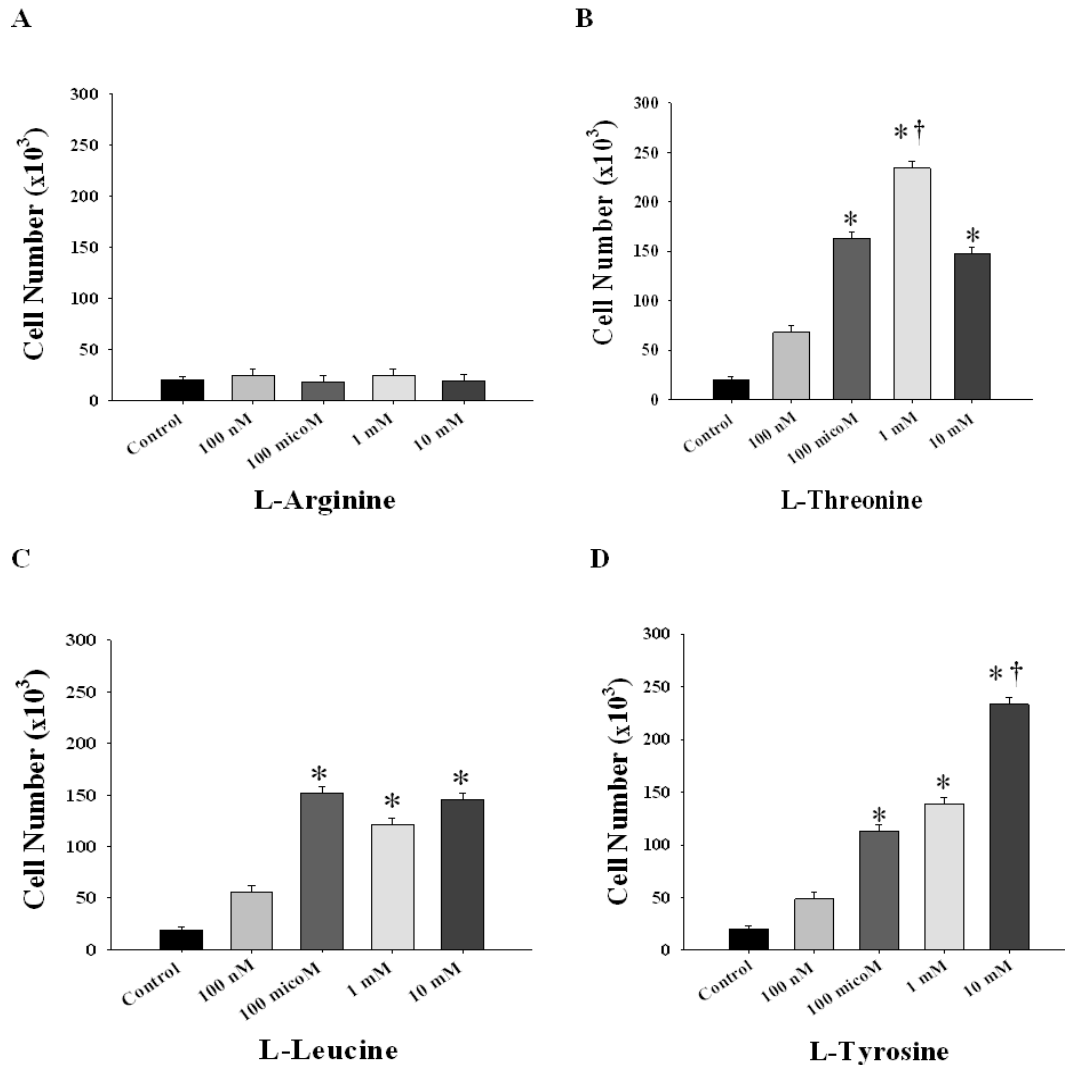 A
Cell Number (x10³)
300
250
200
150
100
50
0
Control
100 nM
100 micoM
1 mM
10 mM
L-Arginine
B
Cell Number (x10³)
300
250
200
150
100
50
0
*
* †
*
Control
100 nM
100 micoM
1 mM
10 mM
L-Threonine
C
Cell Number (x10³)
300
250
200
150
100
50
0
*
*
*
Control
100 nM
100 micoM
1 mM
10 mM
L-Leucine
D
Cell Number (x10³)
300
250
200
150
100
50
0
*
*
* †
Control
100 nM
100 micoM
1 mM
10 mM
L-Tyrosine